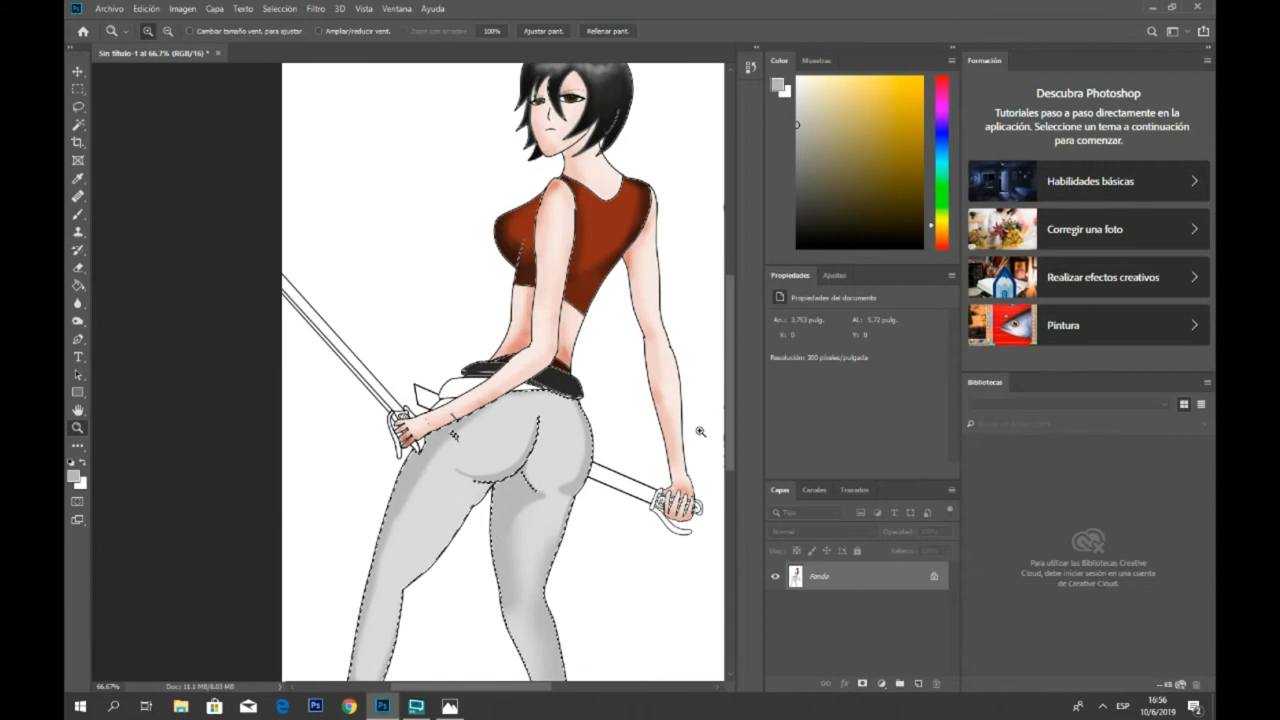 Archivo Edición Imagen Capa Texto Selección Filtro 3D Vista Ventana Ayuda
Cambiar tamaño vent. para ajustar Ampliar/reducir vent. Zoom con arrastre 100% Ajustar pant. Rellenar pant.
Sin título-1 al 66.7% (RGB/16) * ×
Color Muestras
Formación
Descubra Photoshop
Tutoriales paso a paso directamente en la
aplicación. Seleccione un tema a continuación
para comenzar.
Habilidades básicas
Corregir una foto
Realizar efectos creativos
Pintura
Propiedades Ajustes
Propiedades del documento
An.: 3.753 pulg. Al.: 5.72 pulg.
X: 0 Y: 0
Resolución: 300 píxeles/pulgada
Bibliotecas
Capas Canales Trazados
Tipo
Normal Opacidad: 100%
Bloq.: Relleno: 100%
Fondo
Para utilizar las Bibliotecas Creative
Cloud, debe iniciar sesión en una cuenta
de Creative Cloud.
66.67% Doc: 11.1 MB/8.03 MB
-- KB
ESP
16:56
10/6/2019